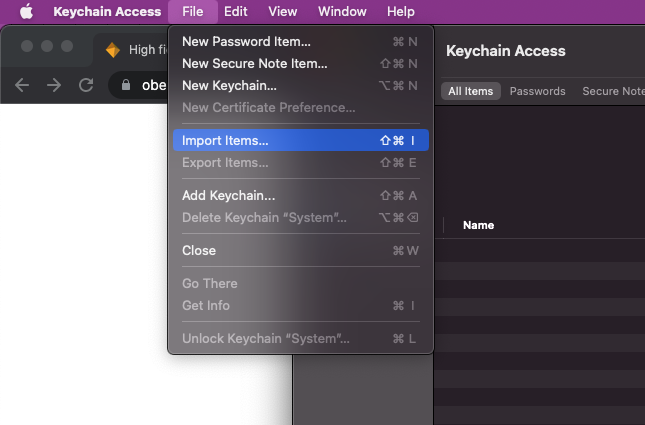 Keychain Access File Edit View Window Help
High fi
obe
New Password Item... ⌘ N
New Secure Note Item... ⇧⌘ N
New Keychain... ⌥⌘ N
New Certificate Preference...
Import Items... ⇧⌘ I
Export Items... ⇧⌘ E
Add Keychain... ⇧⌘ A
Delete Keychain “System”... ⌥⌘⌫
Close ⌘W
Go There
Get Info ⌘ I
Unlock Keychain “System”... ⌘ L
Keychain Access
All Items Passwords Secure Note
Name